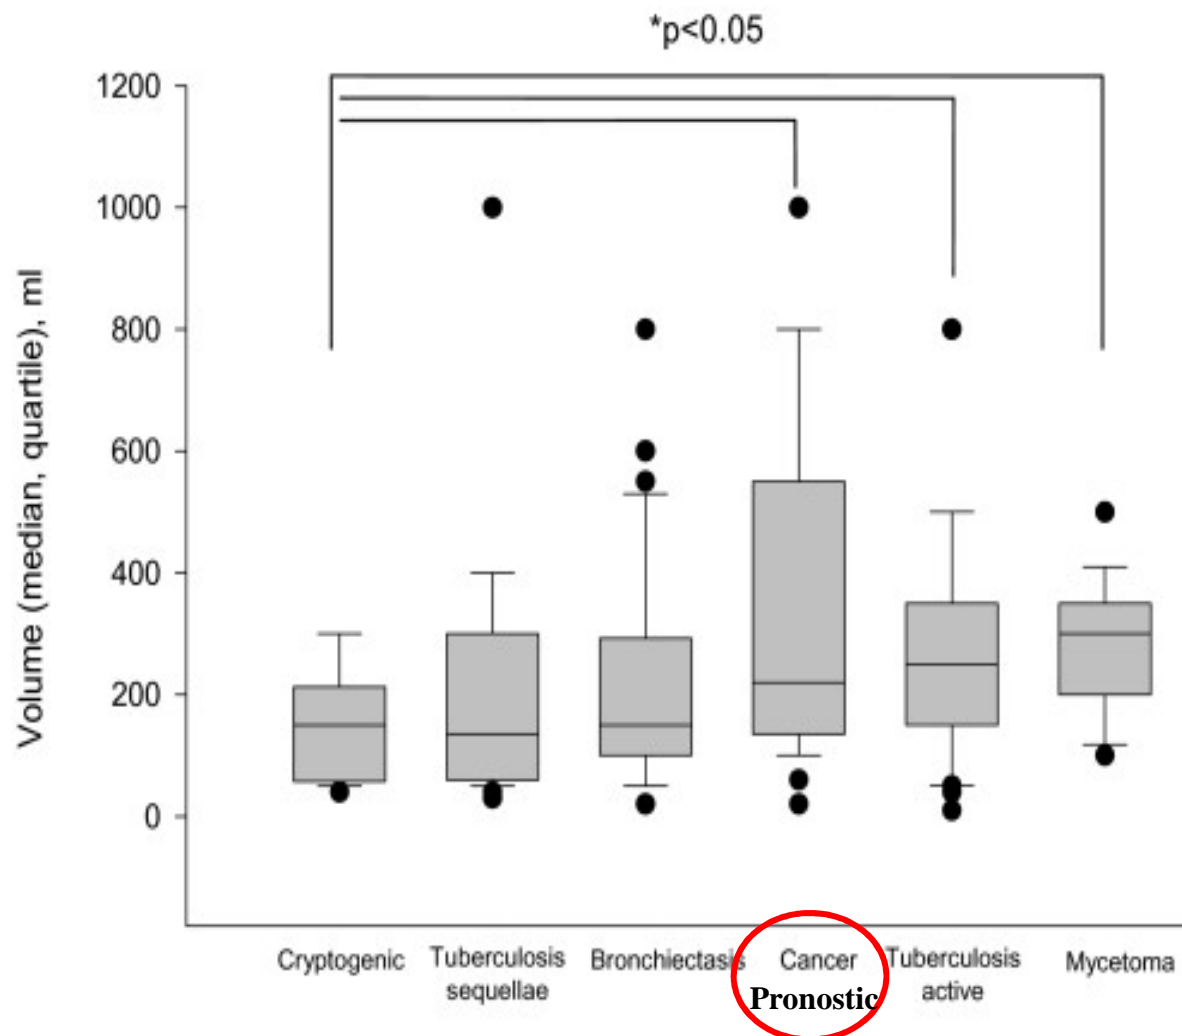 *p<0.05
1200
1000
800
600
400
200
0
Volume (median, quartile), ml
Cryptogenic
Tuberculosis
sequellae
Bronchiectasis
Cancer
Pronostic
Tuberculosis
active
Mycetoma